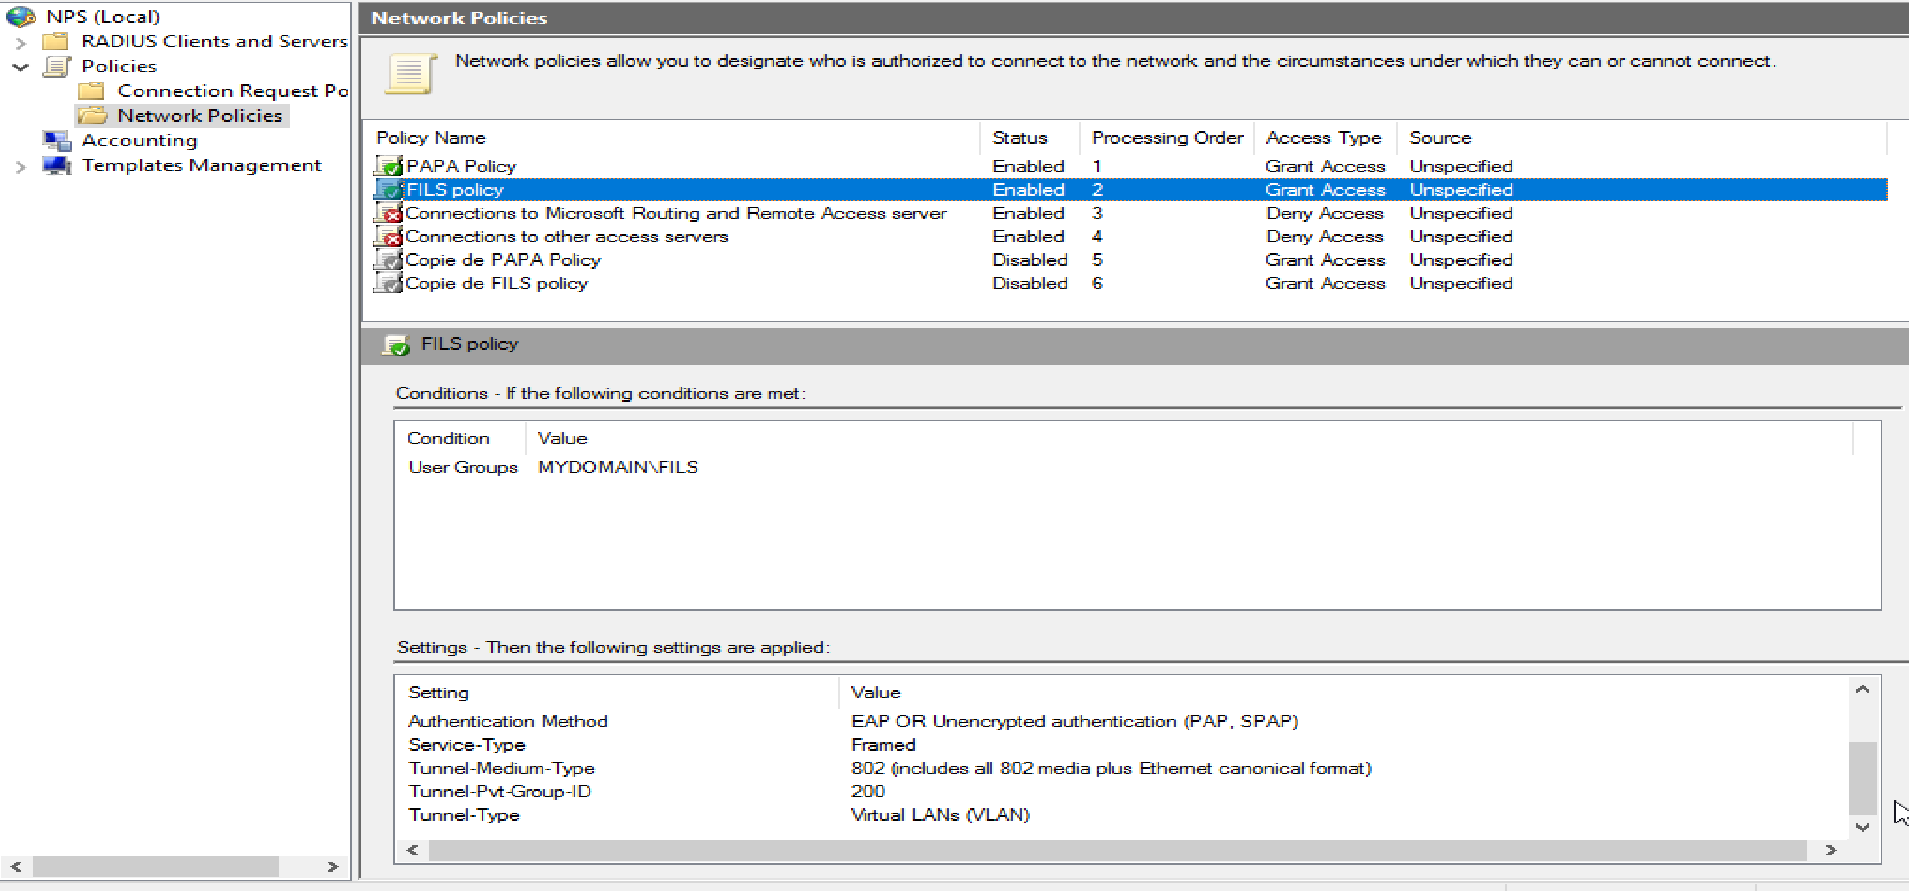 NPS (Local)
RADIUS Clients and Servers
Policies
Connection Request Po
Network Policies
Accounting
Templates Management
Network Policies
Network policies allow you to designate who is authorized to connect to the network and the circumstances under which they can or cannot connect.
Policy Name Status Processing Order Access Type Source
PAPA Policy Enabled 1 Grant Access Unspecified
FILS policy Enabled 2 Grant Access Unspecified
Connections to Microsoft Routing and Remote Access server Enabled 3 Deny Access Unspecified
Connections to other access servers Enabled 4 Deny Access Unspecified
Copie de PAPA Policy Disabled 5 Grant Access Unspecified
Copie de FILS policy Disabled 6 Grant Access Unspecified
FILS policy
Conditions - If the following conditions are met:
Condition Value
User Groups MYDOMAIN\FILS
Settings - Then the following settings are applied:
Setting Value
Authentication Method EAP OR Unencrypted authentication (PAP, SPAP)
Service-Type Framed
Tunnel-Medium-Type 802 (includes all 802 media plus Ethernet canonical format)
Tunnel-Pvt-Group-ID 200
Tunnel-Type Virtual LANs (VLAN)